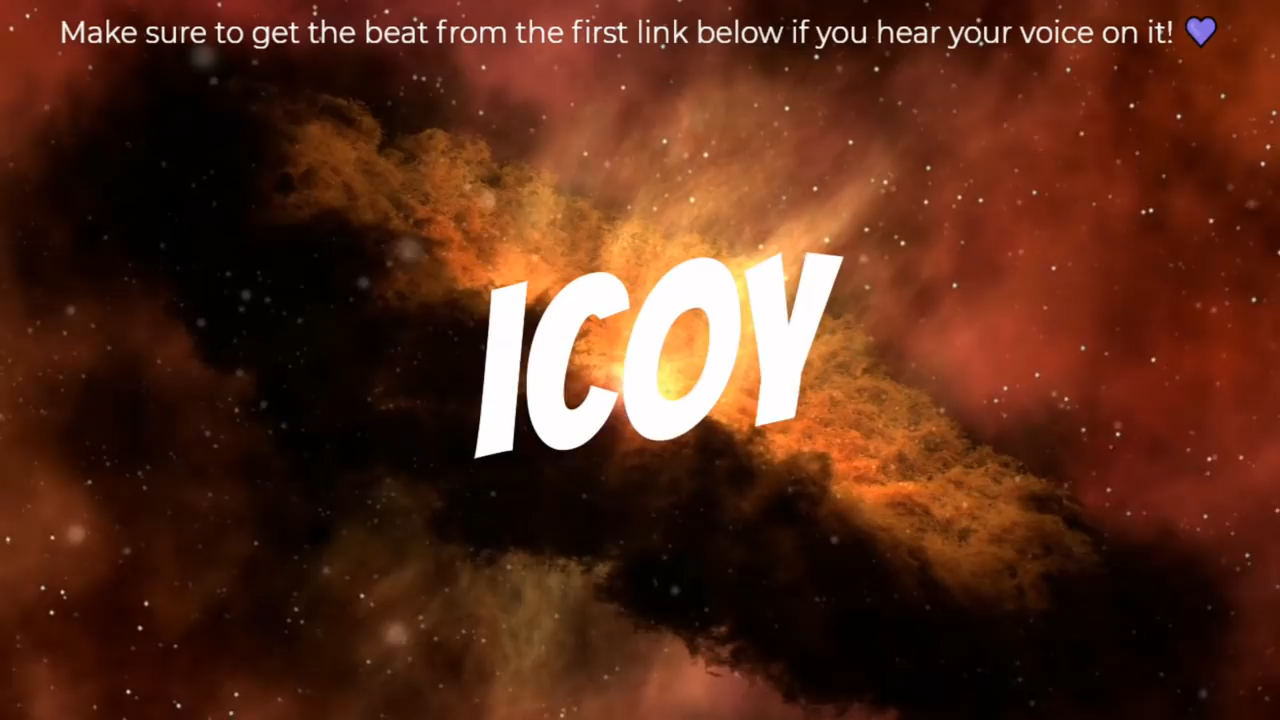 Make sure to get the beat from the first link below if you hear your voice on it! 💜
ICOY